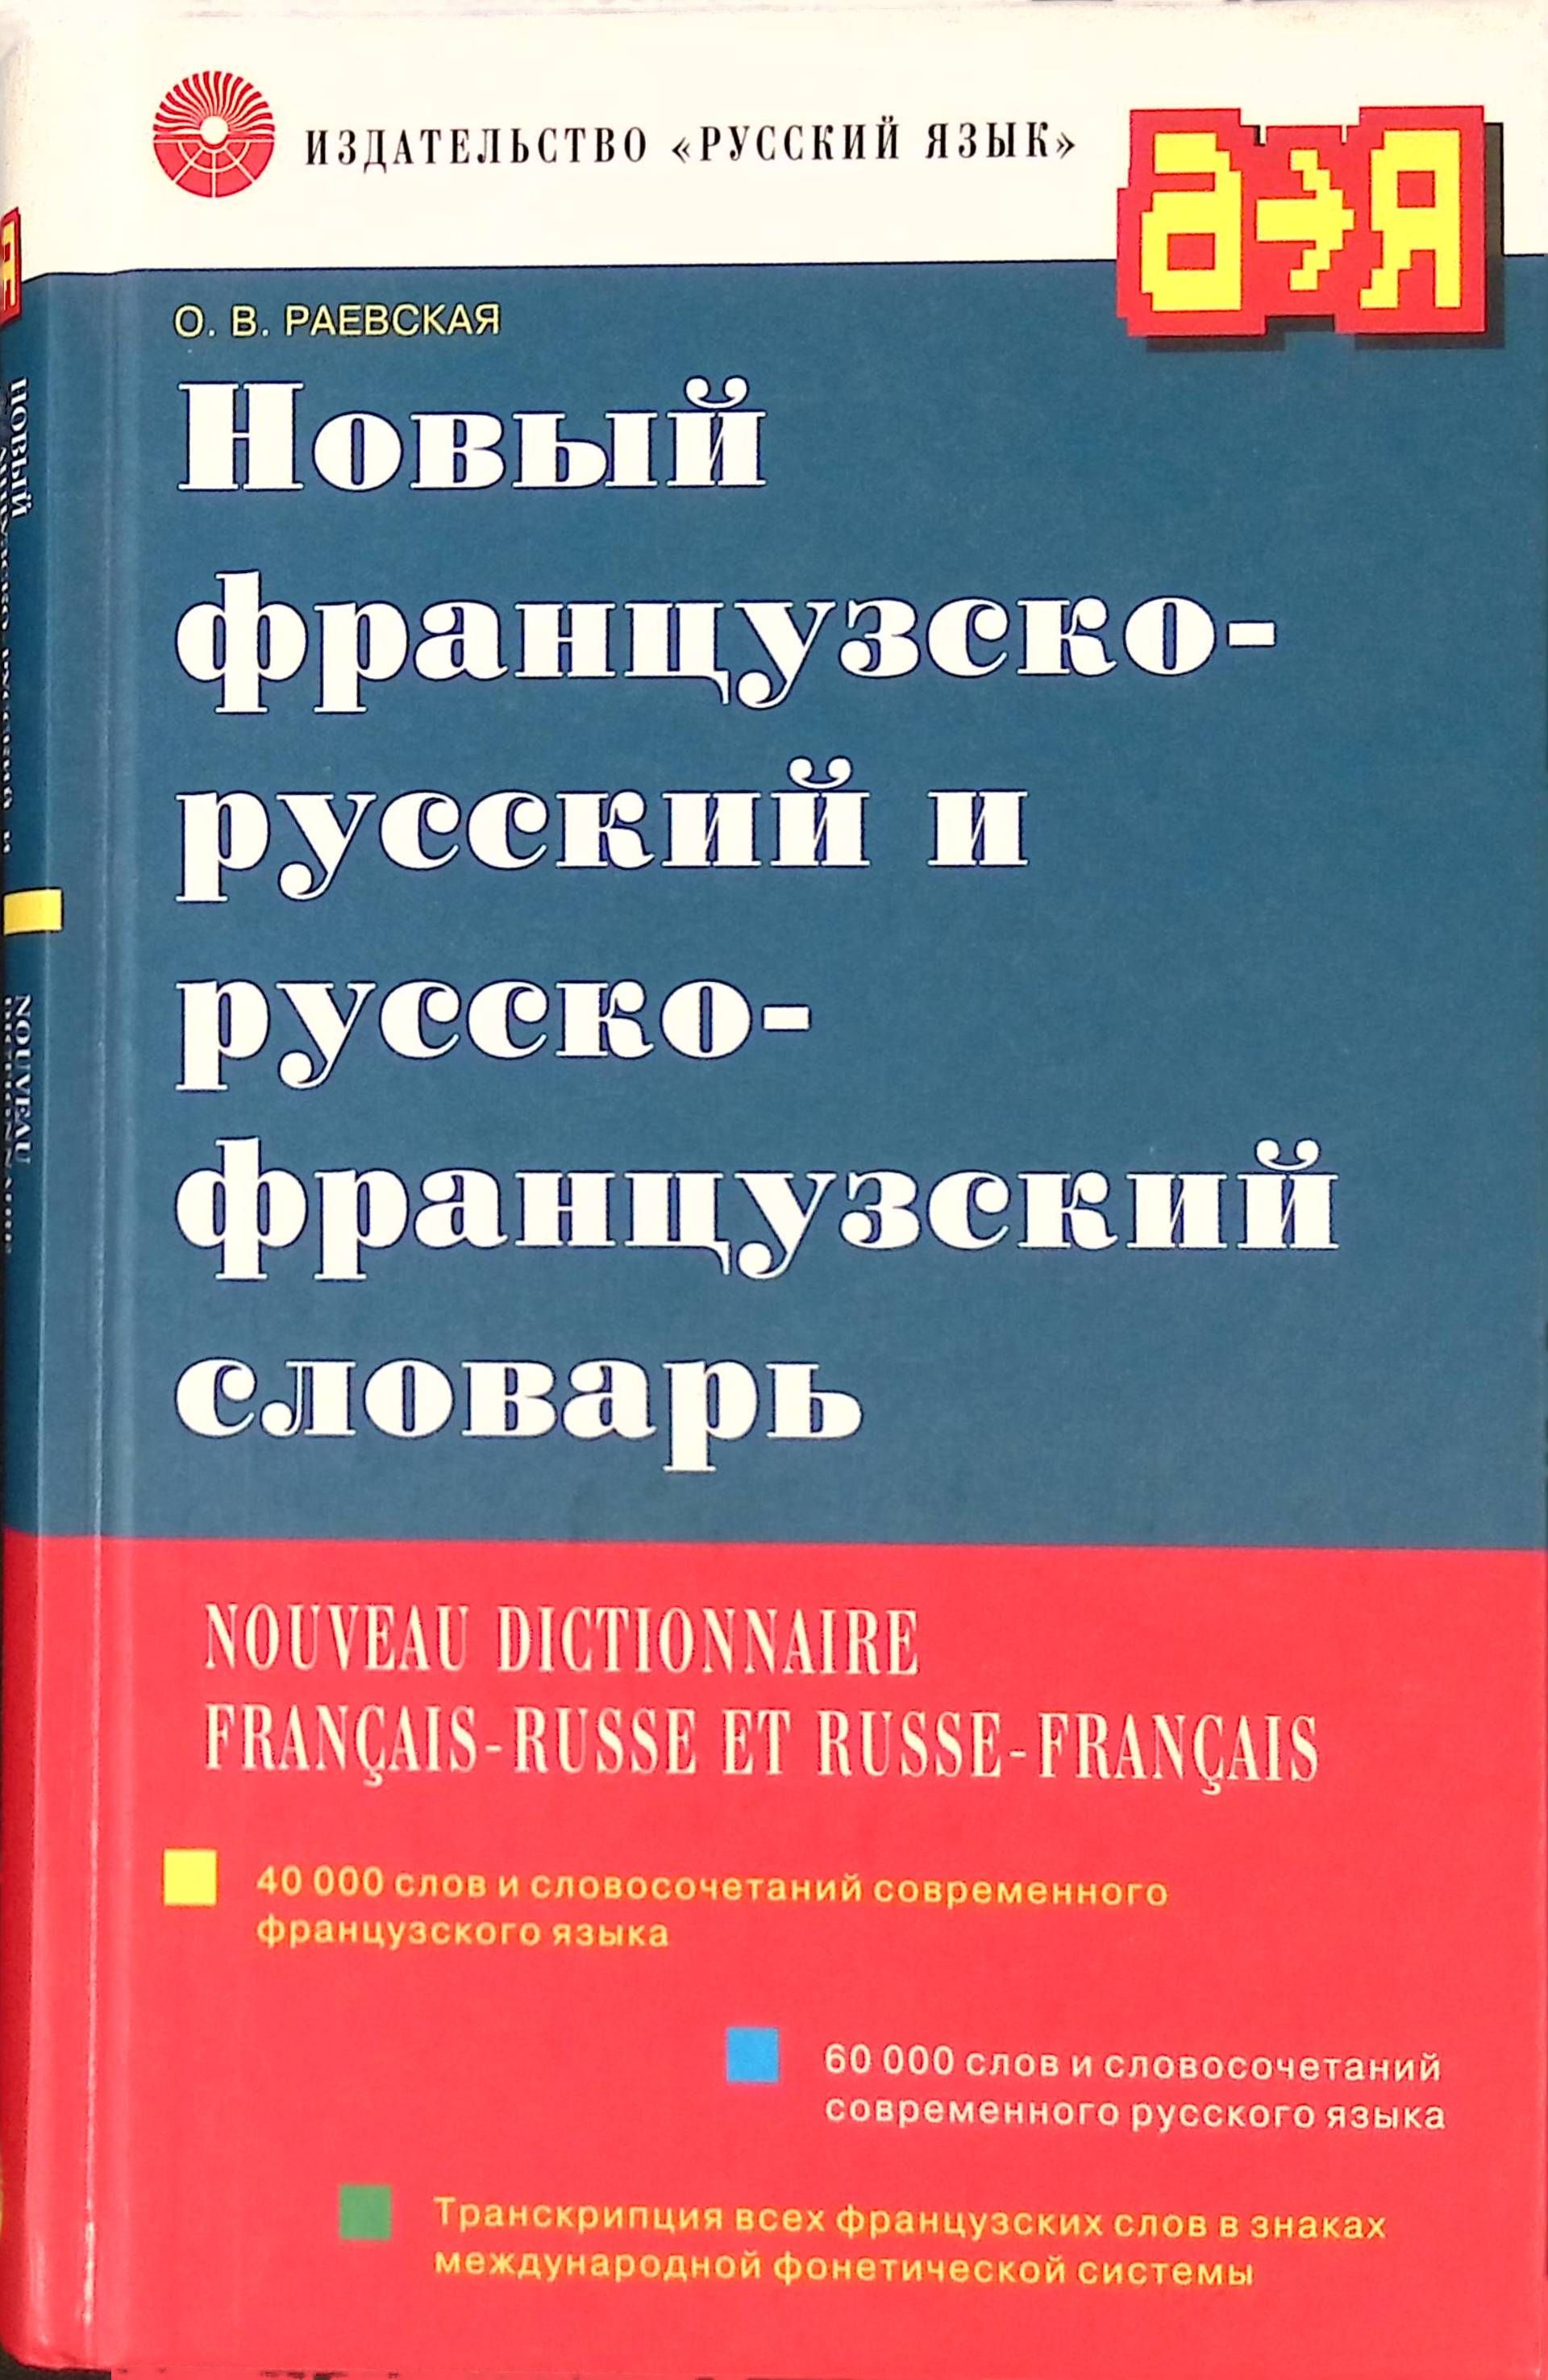 ИЗДАТЕЛЬСТВО «РУССКИЙ ЯЗЫК»
а→я
О. В. РАЕВСКАЯ
Новый
французско-
русский и
русско-
французский
словарь
NOUVEAU DICTIONNAIRE
FRANÇAIS-RUSSE ET RUSSE-FRANÇAIS
40 000 слов и словосочетаний современного
французского языка
60 000 слов и словосочетаний
современного русского языка
Транскрипция всех французских слов в знаках
международной фонетической системы
НОВЫЙ
NOUVEAU